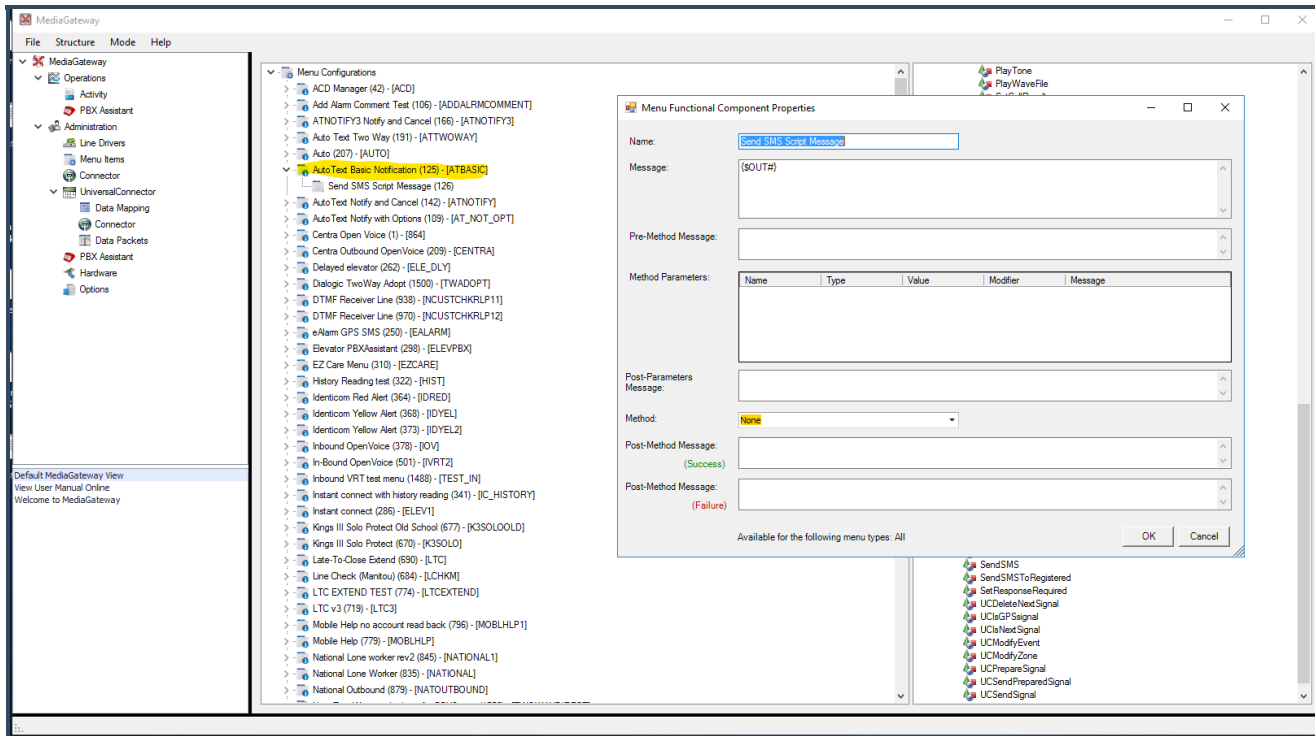 MediaGateway
File Structure Mode Help
MediaGateway
Operations
Activity
PBX Assistant
Administration
Line Drivers
Menu Items
Connector
UniversalConnector
Data Mapping
Connector
Data Packets
PBX Assistant
Hardware
Options
Default MediaGateway View
View User Manual Online
Welcome to MediaGateway
Menu Configurations
ACD Manager (42) - [ACD]
Add Alarm Comment Test (106) - [ADDALRMCOMMENT]
ATNOTIFY3 Notify and Cancel (166) - [ATNOTIFY3]
Auto Text Two Way (191) - [ATTWOWAY]
Auto (207) - [AUTO]
AutoText Basic Notification (125) - [ATBASIC]
Send SMS Script Message (126)
AutoText Notify and Cancel (142) - [ATNOTIFY]
AutoText Notify with Options (109) - [AT_NOT_OPT]
Centra Open Voice (1) - [864]
Centra Outbound OpenVoice (209) - [CENTRA]
Delayed elevator (262) - [ELE_DLY]
Dialogic TwoWay Adopt (1500) - [TWADOPT]
DTMF Receiver Line (938) - [NCUSTCHKRLP11]
DTMF Receiver Line (970) - [NCUSTCHKRLP12]
eAlarm GPS SMS (250) - [EALARM]
Elevator PBXAssistant (298) - [ELEVPBX]
EZ Care Menu (310) - [EZCARE]
History Reading test (322) - [HIST]
Identicom Red Alert (364) - [IDRED]
Identicom Yellow Alert (368) - [IDYEL]
Identicom Yellow Alert (373) - [IDYEL2]
Inbound OpenVoice (378) - [IOV]
In-Bound OpenVoice (501) - [IVRT2]
Inbound VRT test menu (1488) - [TEST_IN]
Instant connect with history reading (341) - [IC_HISTORY]
Instant connect (286) - [ELEV1]
Kings III Solo Protect Old School (677) - [K3SOLOOLD]
Kings III Solo Protect (670) - [K3SOLO]
Late-To-Close Extend (690) - [LTC]
Line Check (Manitou) (684) - [LCHKM]
LTC EXTEND TEST (774) - [LTCEXTEND]
LTC v3 (719) - [LTC3]
Mobile Help no account read back (796) - [MOBLHLP1]
Mobile Help (779) - [MOBLHLP]
National Lone worker rev2 (845) - [NATIONAL1]
National Lone Worker (835) - [NATIONAL]
National Outbound (879) - [NATOUTBOUND]
PlayTone
PlayWaveFile
Menu Functional Component Properties
Name: Send SMS Script Message
Message: {$OUT#}
Pre-Method Message:
Method Parameters: Name Type Value Modifier Message
Post-Parameters
Message:
Method: None
Post-Method Message:
(Success)
Post-Method Message:
(Failure)
Available for the following menu types: All
OK Cancel
SendSMS
SendSMSToRegistered
SetResponseRequired
UCDeleteNextSignal
UCIsGPSsignal
UCIsNextSignal
UCModifyEvent
UCModifyZone
UCPrepareSignal
UCSendPreparedSignal
UCSendSignal